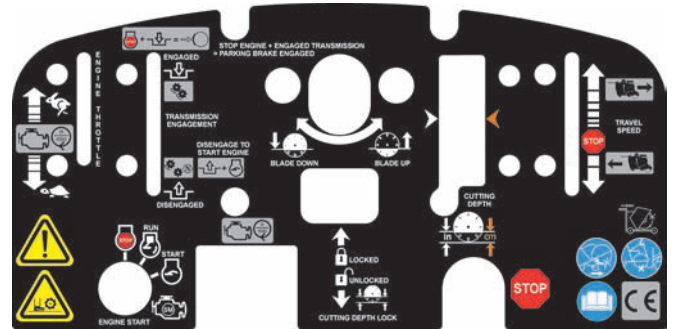 STOP ENGINE + ENGAGED TRANSMISSION
= PARKING BRAKE ENGAGED
ENGINE THROTTLE
ENGAGED
TRANSMISSION
ENGAGEMENT
DISENGAGE TO
START ENGINE
DISENGAGED
BLADE DOWN
BLADE UP
TRAVEL
SPEED
STOP
CUTTING
DEPTH
in
cm
RUN
STOP
START
SM
ENGINE START
LOCKED
UNLOCKED
CUTTING DEPTH LOCK
STOP
CE